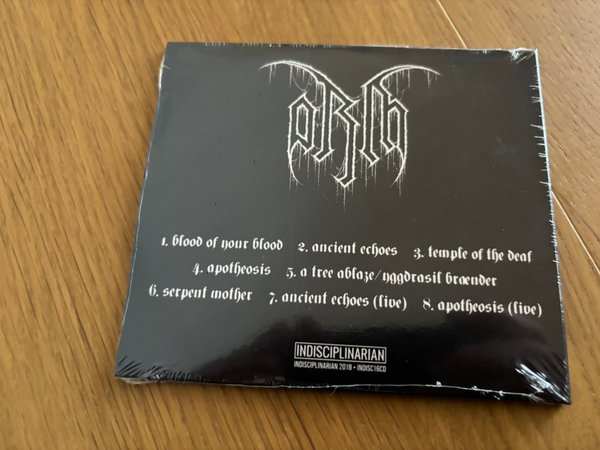 ORM
1. blood of your blood 2. ancient echoes 3. temple of the deaf
4. apotheosis 5. a tree ablaze/yggdrasil brænder
6. serpent mother 7. ancient echoes (live) 8. apotheosis (live)
INDISCIPLINARIAN
INDISCIPLINARIAN 2018 • INDISC16CD